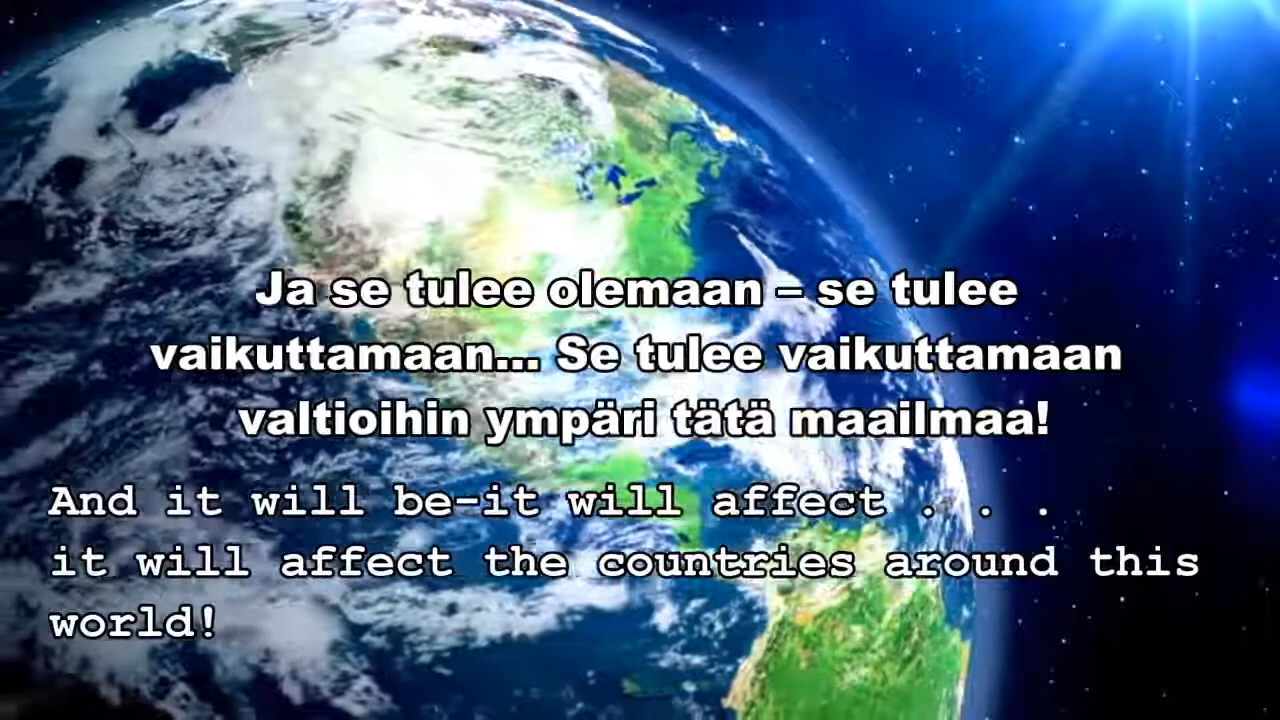 Ja se tulee olemaan – se tulee
vaikuttamaan... Se tulee vaikuttamaan
valtioihin ympäri tätä maailmaa!
And it will be-it will affect . . .
it will affect the countries around this
world!